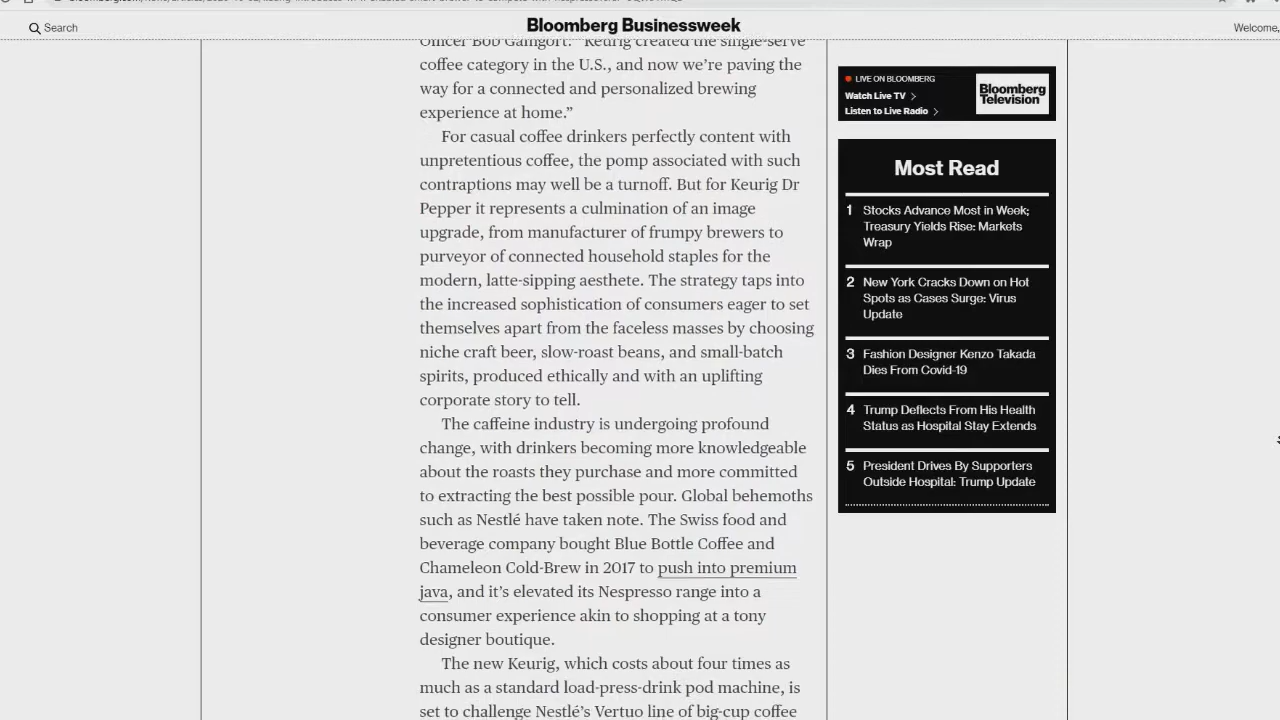 Search
Bloomberg Businessweek
Welcome,
Officer Bob Gamgort. “Keurig created the single-serve
coffee category in the U.S., and now we’re paving the
way for a connected and personalized brewing
experience at home.”
For casual coffee drinkers perfectly content with
unpretentious coffee, the pomp associated with such
contraptions may well be a turnoff. But for Keurig Dr
Pepper it represents a culmination of an image
upgrade, from manufacturer of frumpy brewers to
purveyor of connected household staples for the
modern, latte-sipping aesthete. The strategy taps into
the increased sophistication of consumers eager to set
themselves apart from the faceless masses by choosing
niche craft beer, slow-roast beans, and small-batch
spirits, produced ethically and with an uplifting
corporate story to tell.
The caffeine industry is undergoing profound
change, with drinkers becoming more knowledgeable
about the roasts they purchase and more committed
to extracting the best possible pour. Global behemoths
such as Nestlé have taken note. The Swiss food and
beverage company bought Blue Bottle Coffee and
Chameleon Cold-Brew in 2017 to push into premium
java, and it’s elevated its Nespresso range into a
consumer experience akin to shopping at a tony
designer boutique.
The new Keurig, which costs about four times as
much as a standard load-press-drink pod machine, is
set to challenge Nestlé’s Vertuo line of big-cup coffee
LIVE ON BLOOMBERG
Watch Live TV
Listen to Live Radio
Bloomberg
Television
Most Read
1 Stocks Advance Most in Week;
Treasury Yields Rise: Markets
Wrap
2 New York Cracks Down on Hot
Spots as Cases Surge: Virus
Update
3 Fashion Designer Kenzo Takada
Dies From Covid-19
4 Trump Deflects From His Health
Status as Hospital Stay Extends
5 President Drives By Supporters
Outside Hospital: Trump Update